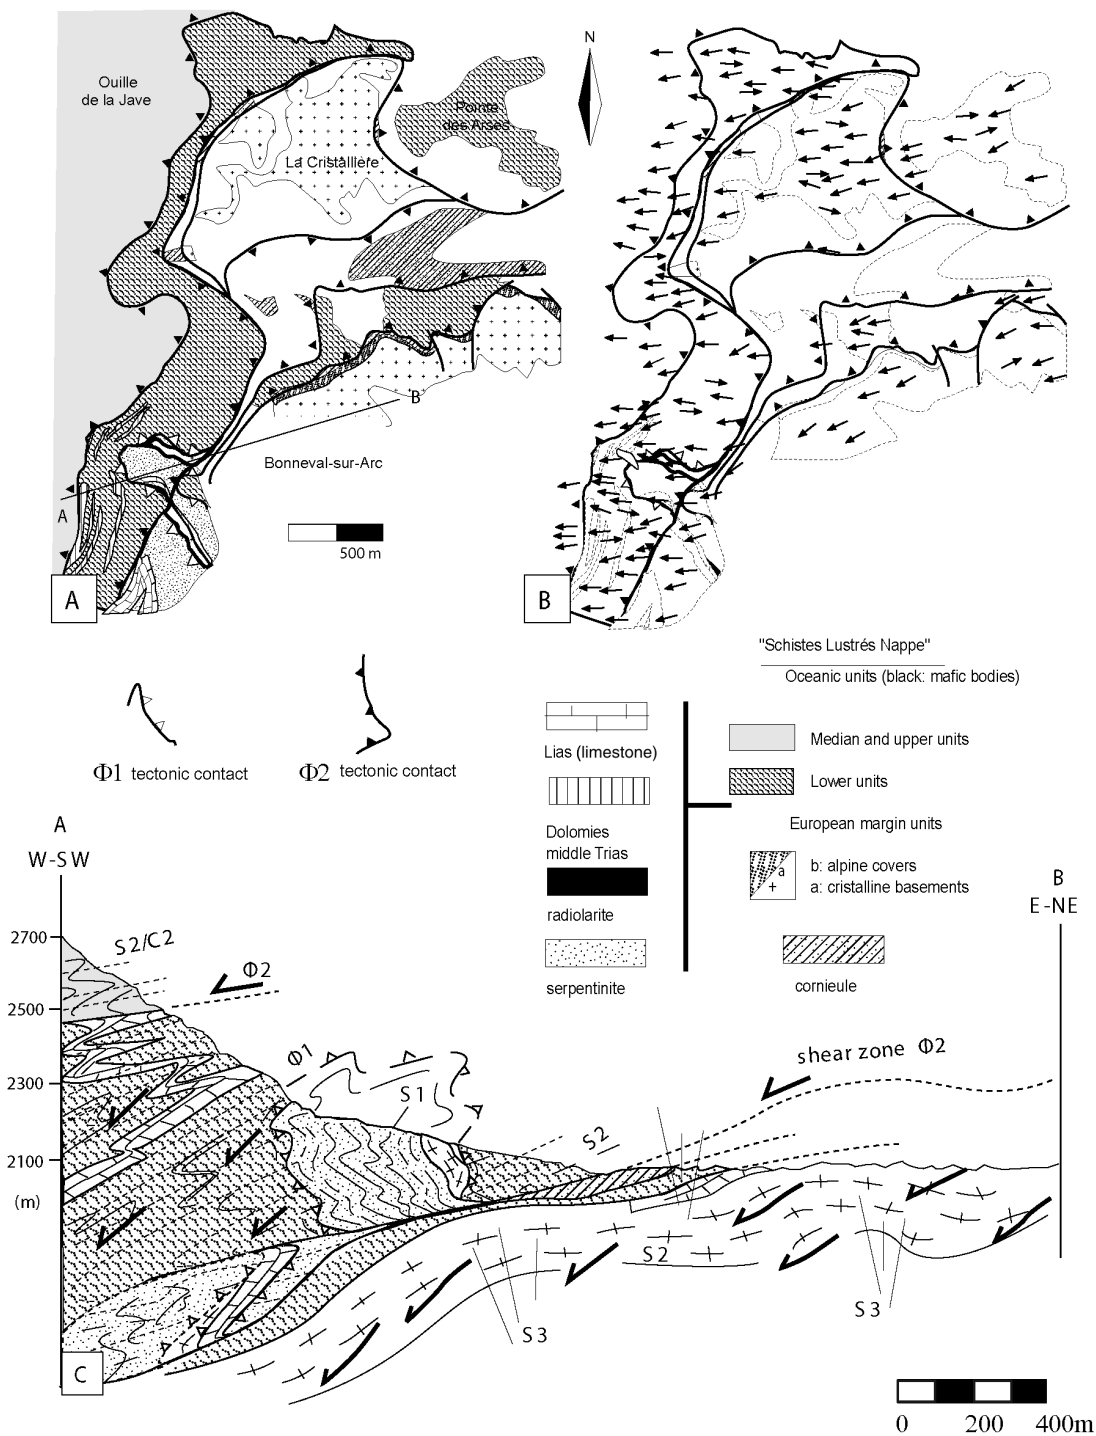 Ouille
de la Jave
Pointe
des Arses
La Cristallière
B
Bonneval-sur-Arc
A
500 m
A
N
B
"Schistes Lustrés Nappe"
Oceanic units (black: mafic bodies)
Φ1 tectonic contact
Φ2 tectonic contact
Lias (limestone)
Dolomies
middle Trias
radiolarite
serpentinite
Median and upper units
Lower units
European margin units
a
+
b: alpine covers
a: cristalline basements
cornieule
A
W-SW
B
E-NE
2700
2500
2300
2100
(m)
S2/C2
Φ2
Φ1
S1
S2
shear zone Φ2
S2
S3
S3
C
0 200 400m